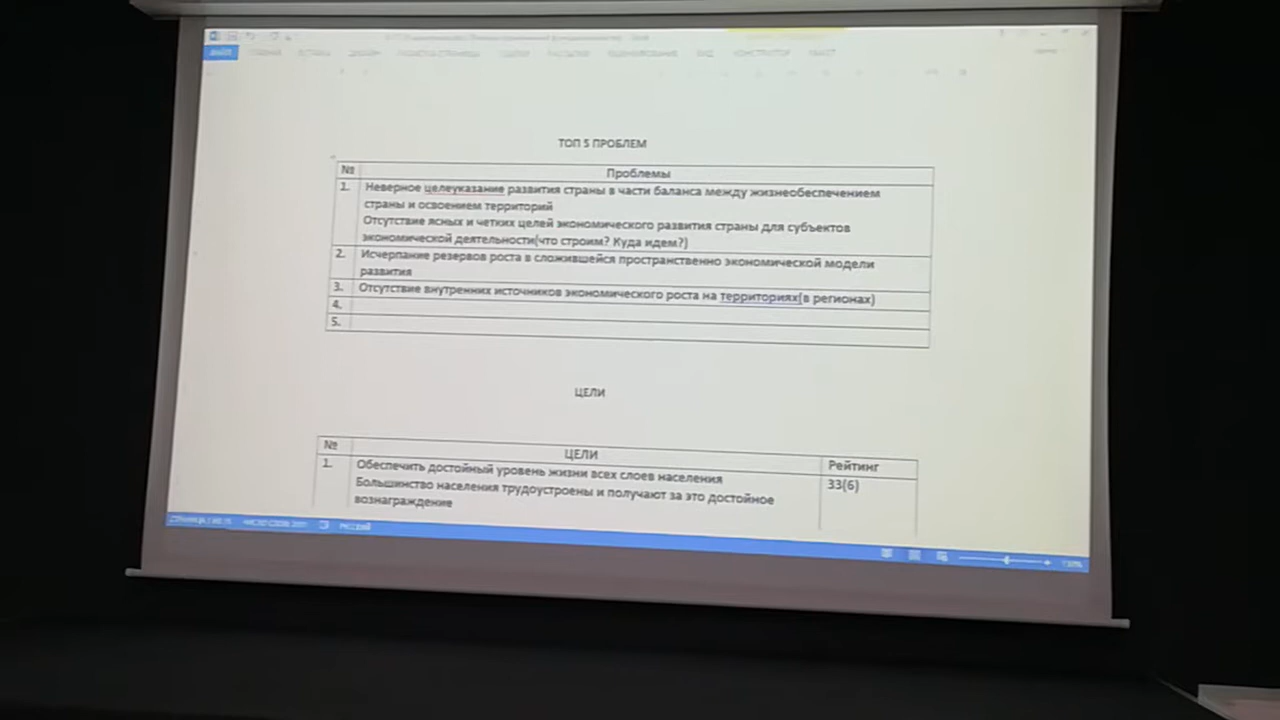 ФАЙЛ
ТОП 5 ПРОБЛЕМ
№ Проблемы
1. Неверное целеуказание развития страны в части баланса между жизнеобеспечением
страны и освоением территорий
Отсутствие ясных и четких целей экономического развития страны для субъектов
экономической деятельности(что строим? Куда идем?)
2. Исчерпание резервов роста в сложившейся пространственно экономической модели
развития
3. Отсутствие внутренних источников экономического роста на территориях(в регионах)
4.
5.
ЦЕЛИ
№ ЦЕЛИ Рейтинг
1. Обеспечить достойный уровень жизни всех слоев населения 33(6)
Большинство населения трудоустроены и получают за это достойное
вознаграждение
РУССКИЙ